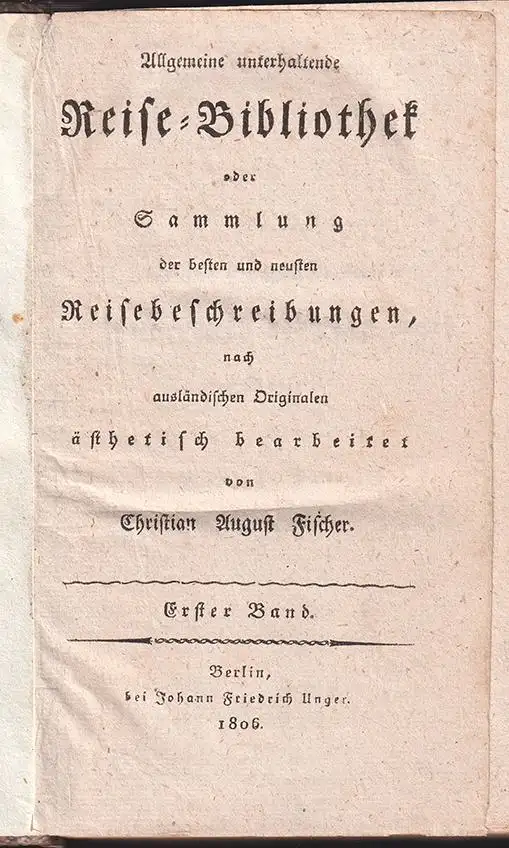 Allgemeine unterhaltende
Reise-Bibliothek
oder
Sammlung
der besten und neusten
Reisebeschreibungen,
nach
ausländischen Originalen
ästhetisch bearbeitet
von
Christian August Fischer.
Erster Band.
Berlin,
bei Johann Friedrich Unger.
1806.